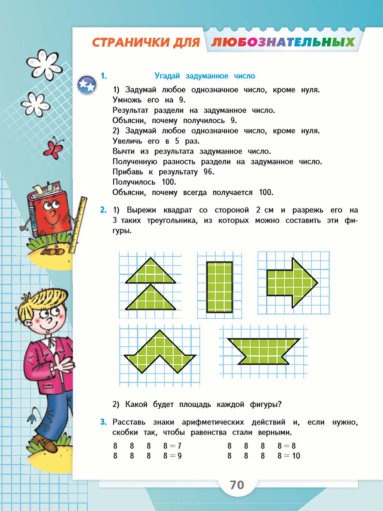 СТРАНИЧКИ ДЛЯ ЛЮБОЗНАТЕЛЬНЫХ
1. Угадай задуманное число
1) Задумай любое однозначное число, кроме нуля.
Умножь его на 9.
Результат раздели на задуманное число.
Объясни, почему получилось 9.
2) Задумай любое однозначное число, кроме нуля.
Увеличь его в 5 раз.
Вычти из результата задуманное число.
Полученную разность раздели на задуманное число.
Прибавь к результату 96.
Получилось 100.
Объясни, почему всегда получается 100.
2. 1) Вырежи квадрат со стороной 2 см и разрежь его на
3 таких треугольника, из которых можно составить эти фи-
гуры.
2) Какой будет площадь каждой фигуры?
3. Расставь знаки арифметических действий и, если нужно,
скобки так, чтобы равенства стали верными.
8 8 8 8 = 7 8 8 8 8 = 8
8 8 8 8 = 9 8 8 8 8 = 10
70